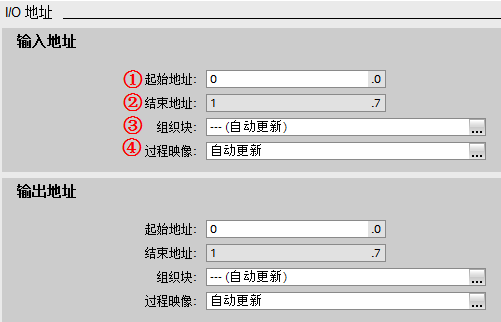 I/O 地址
输入地址
① 起始地址: 0 .0
② 结束地址: 1 .7
③ 组织块: --- (自动更新) ...
④ 过程映像: 自动更新 ...
输出地址
起始地址: 0 .0
结束地址: 1 .7
组织块: --- (自动更新) ...
过程映像: 自动更新 ...